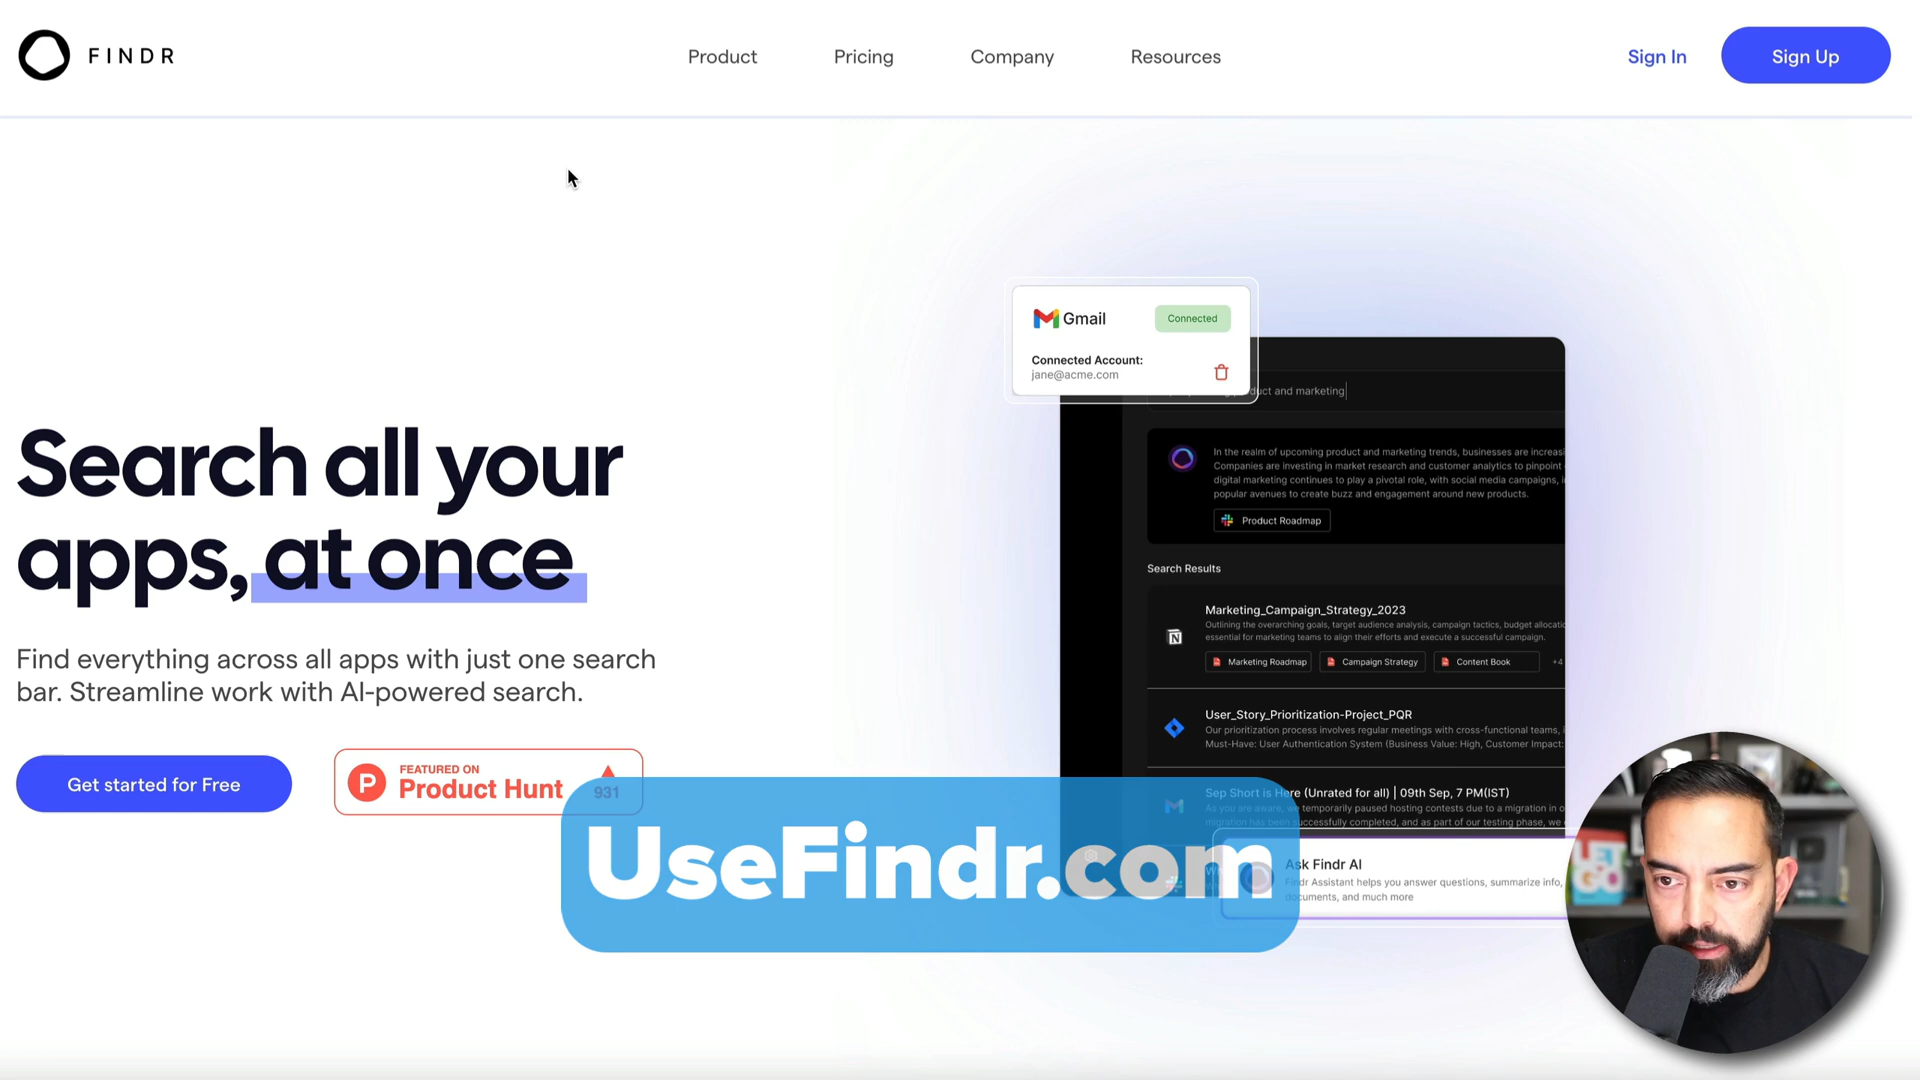 FINDR
Product
Pricing
Company
Resources
Sign In
Sign Up
Search all your
apps, at once
Find everything across all apps with just one search
bar. Streamline work with AI-powered search.
Get started for Free
FEATURED ON
Product Hunt
931
UseFindr.com
Gmail
Connected
Connected Account:
jane@acme.com
duct and marketing
In the realm of upcoming product and marketing trends, businesses are increasi
Companies are investing in market research and customer analytics to pinpoint
digital marketing continues to play a pivotal role, with social media campaigns, i
popular avenues to create buzz and engagement around new products.
Product Roadmap
Search Results
Marketing_Campaign_Strategy_2023
Outlining the overarching goals, target audience analysis, campaign tactics, budget allocatio
essential for marketing teams to align their efforts and execute a successful campaign.
Marketing Roadmap
Campaign Strategy
Content Book
+4
User_Story_Prioritization-Project_PQR
Our prioritization process involves regular meetings with cross-functional teams, i
Must-Have: User Authentication System (Business Value: High, Customer Impact:
Sep Short is Here (Unrated for all) | 09th Sep, 7 PM(IST)
As you are aware, we temporarily paused hosting contests due to a migration in o
migration has been successfully completed, and as part of our testing phase, we
Ask Findr AI
Findr Assistant helps you answer questions, summarize info,
documents, and much more
LET
GO